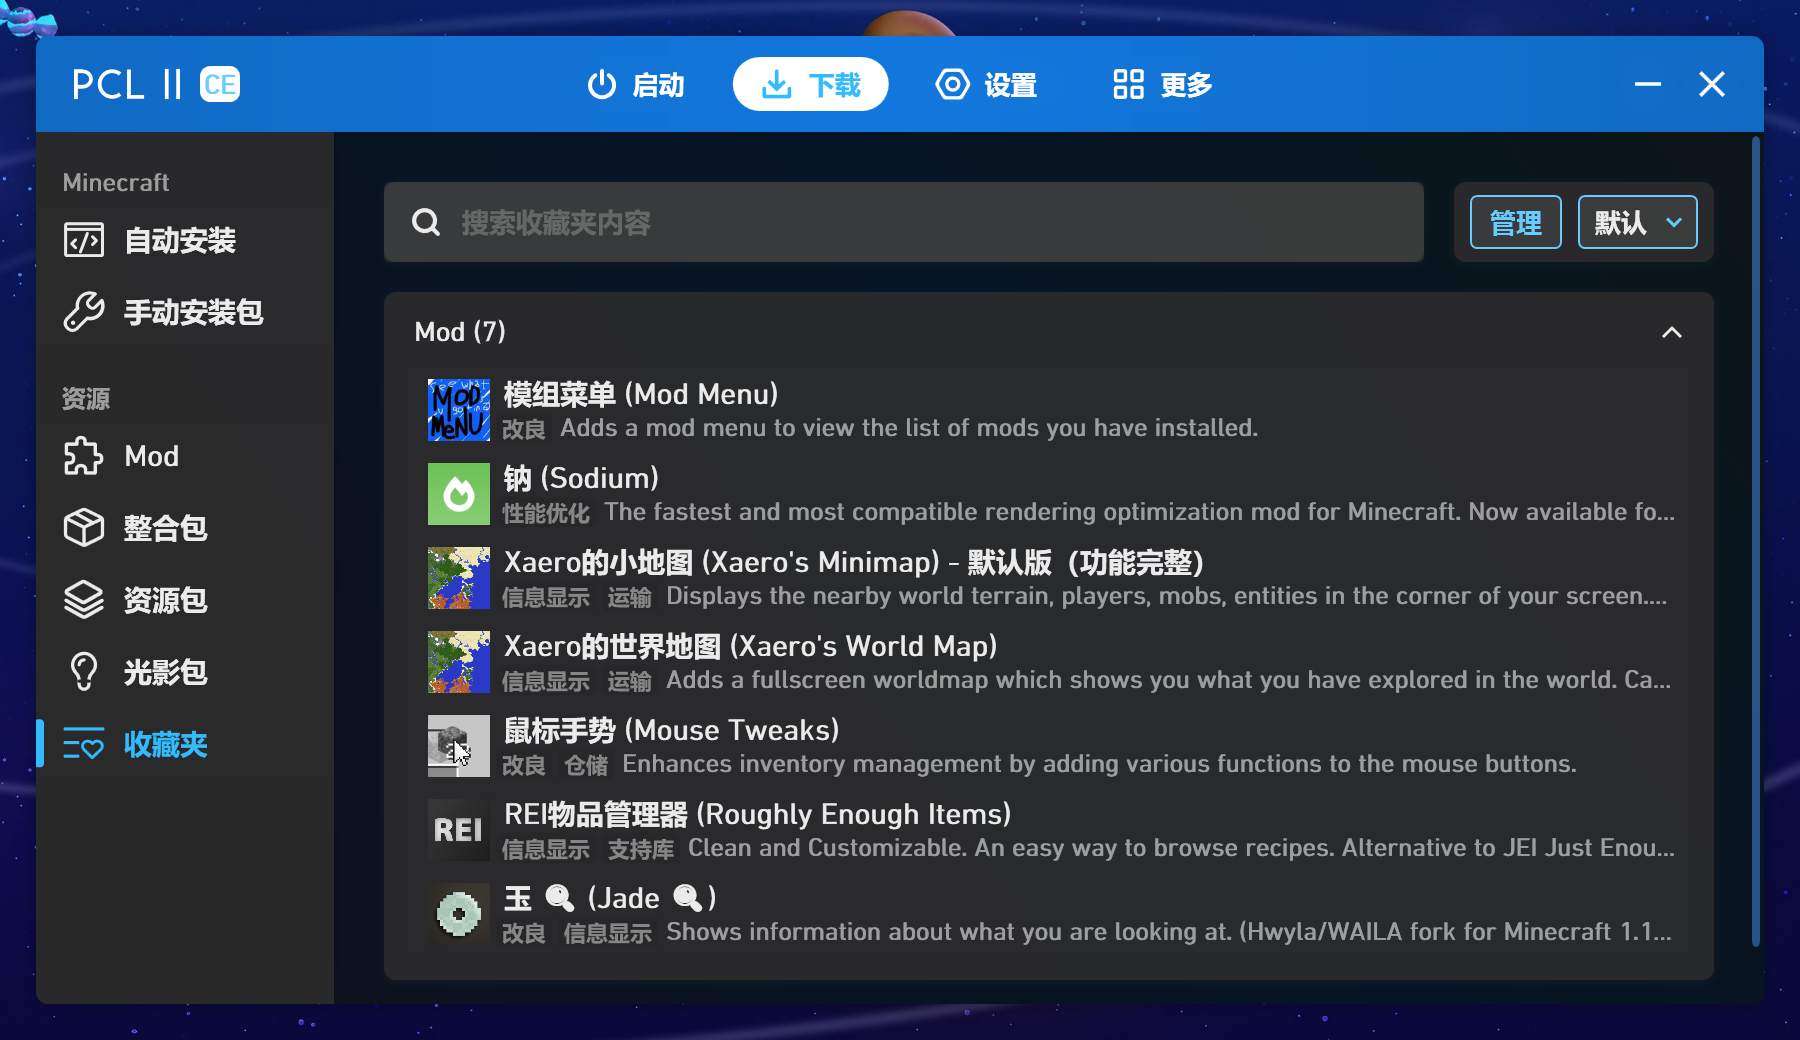 PCL II CE
启动
下载
设置
更多
Minecraft
自动安装
手动安装包
资源
Mod
整合包
资源包
光影包
收藏夹
搜索收藏夹内容
管理
默认
Mod (7)
MOD MENU
模组菜单 (Mod Menu)
改良 Adds a mod menu to view the list of mods you have installed.
钠 (Sodium)
性能优化 The fastest and most compatible rendering optimization mod for Minecraft. Now available fo...
Xaero的小地图 (Xaero's Minimap) - 默认版（功能完整）
信息显示 运输 Displays the nearby world terrain, players, mobs, entities in the corner of your screen....
Xaero的世界地图 (Xaero's World Map)
信息显示 运输 Adds a fullscreen worldmap which shows you what you have explored in the world. Ca...
鼠标手势 (Mouse Tweaks)
改良 仓储 Enhances inventory management by adding various functions to the mouse buttons.
REI
REI物品管理器 (Roughly Enough Items)
信息显示 支持库 Clean and Customizable. An easy way to browse recipes. Alternative to JEI Just Enou...
玉 🔍 (Jade 🔍)
改良 信息显示 Shows information about what you are looking at. (Hwyla/WAILA fork for Minecraft 1.1...